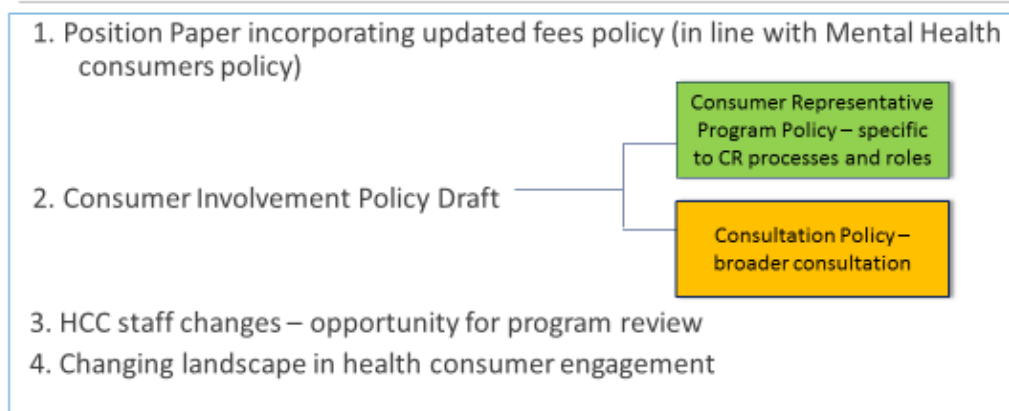 1. Position Paper incorporating updated fees policy (in line with Mental Health
consumers policy)
Consumer Representative
Program Policy – specific
to CR processes and roles
2. Consumer Involvement Policy Draft
Consultation Policy –
broader consultation
3. HCC staff changes – opportunity for program review
4. Changing landscape in health consumer engagement